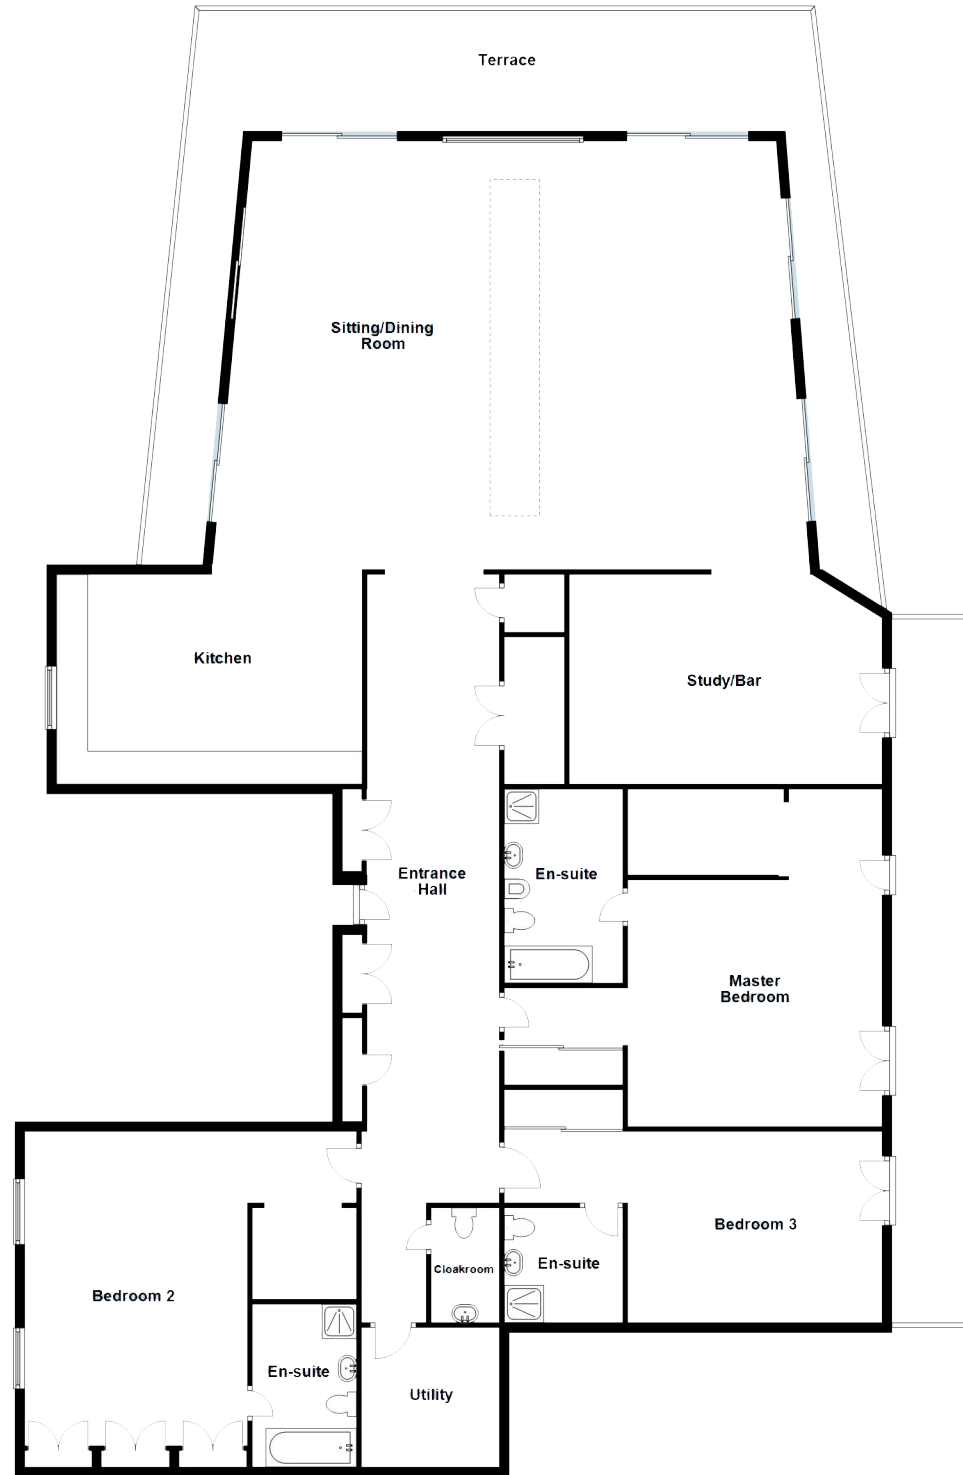 Terrace
Sitting/Dining
Room
Kitchen
Study/Bar
Entrance
Hall
En-suite
Master
Bedroom
Bedroom 3
Cloakroom
En-suite
Bedroom 2
En-suite
Utility